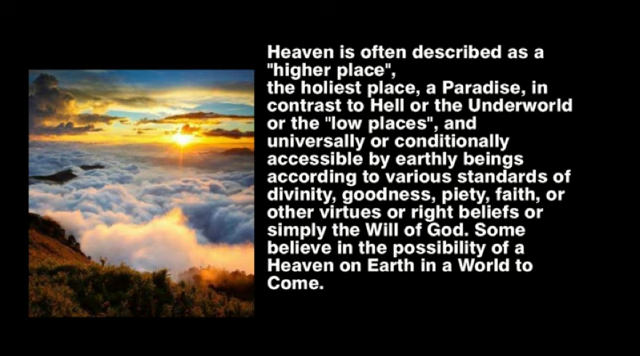 Heaven is often described as a
"higher place",
the holiest place, a Paradise, in
contrast to Hell or the Underworld
or the "low places", and
universally or conditionally
accessible by earthly beings
according to various standards of
divinity, goodness, piety, faith, or
other virtues or right beliefs or
simply the Will of God. Some
believe in the possibility of a
Heaven on Earth in a World to
Come.